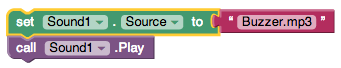 set Sound1 . Source to " Buzzer.mp3 "
call Sound1 .Play